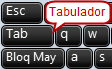 Esc Tabulador
Tab q w
Bloq May a s